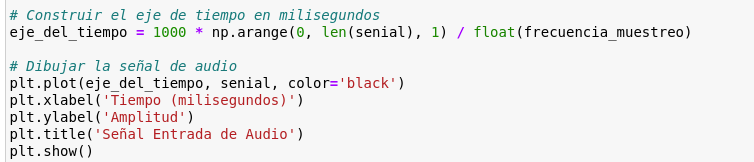 # Construir el eje de tiempo en milisegundos
eje_del_tiempo = 1000 * np.arange(0, len(senial), 1) / float(frecuencia_muestreo)
# Dibujar la señal de audio
plt.plot(eje_del_tiempo, senial, color='black')
plt.xlabel('Tiempo (milisegundos)')
plt.ylabel('Amplitud')
plt.title('Señal Entrada de Audio')
plt.show()